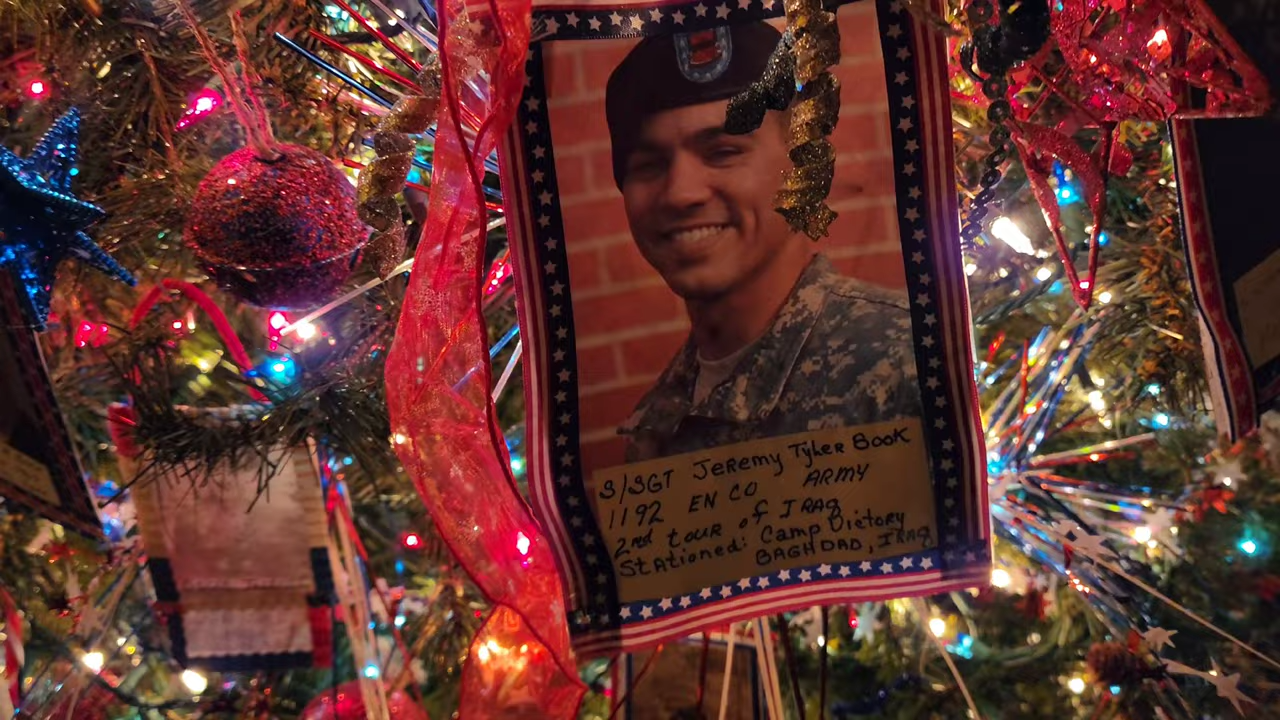 S/SGT Jeremy Tyler Book
1192 EN CO ARMY
2nd tour of IRAQ
Stationed: Camp Victory
BAGHDAD, IRAQ